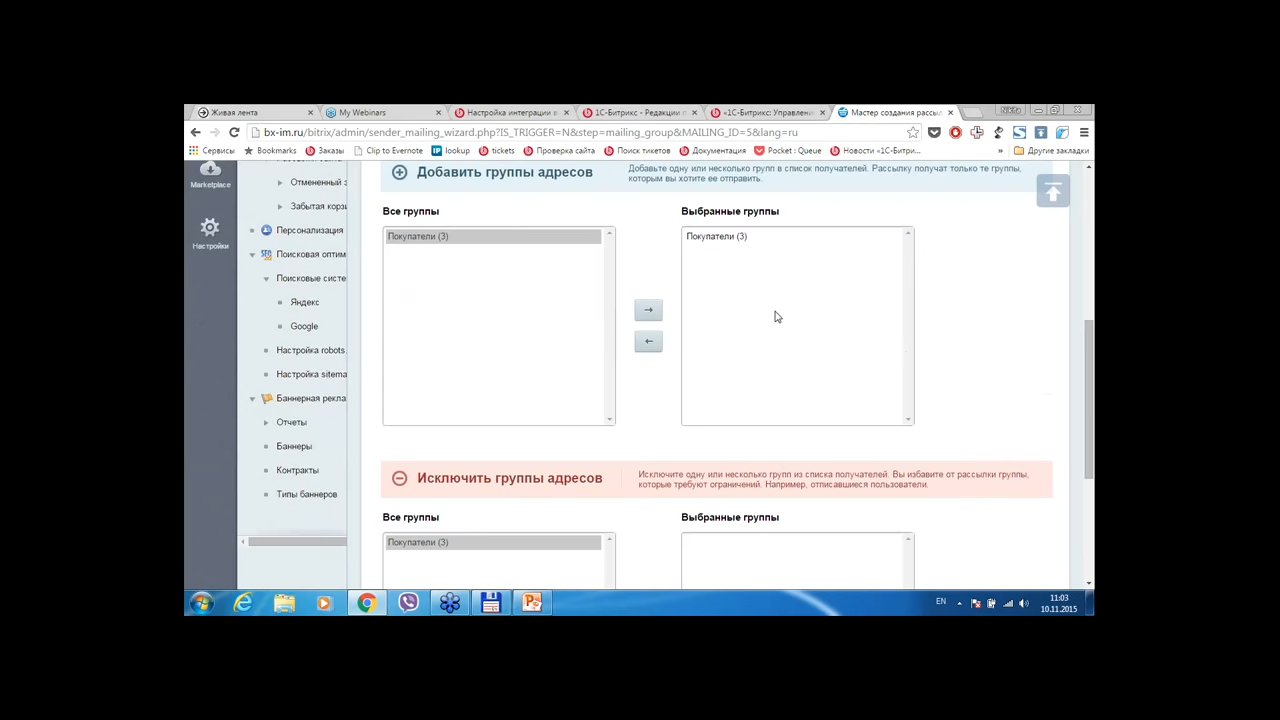 Живая лента
My Webinars
Настройка интеграции в
1С-Битрикс - Редакции п
«1С-Битрикс: Управлени
Мастер создания рассыл
Nikita
bx-im.ru/bitrix/admin/sender_mailing_wizard.php?IS_TRIGGER=N&step=mailing_group&MAILING_ID=5&lang=ru
Сервисы
Bookmarks
Заказы
Clip to Evernote
lookup
tickets
Проверка сайта
Поиск тикетов
Документация
Pocket : Queue
Новости «1С-Битри...
»
Другие закладки
Marketplace
Настройки
Отмененный з
Забытая корзи
Персонализация
Поисковая оптим
Поисковые систе
Яндекс
Google
Настройка robots.
Настройка sitema
Баннерная рекла
Отчеты
Баннеры
Контракты
Типы баннеров
Добавить группы адресов
Добавьте одну или несколько групп в список получателей. Рассылку получат только те группы,
которым вы хотите ее отправить.
Все группы
Выбранные группы
Покупатели (3)
Покупатели (3)
Исключить группы адресов
Исключите одну или несколько групп из списка получателей. Вы избавите от рассылки группы,
которые требуют ограничений. Например, отписавшиеся пользователи.
Все группы
Выбранные группы
Покупатели (3)
EN
11:03
10.11.2015